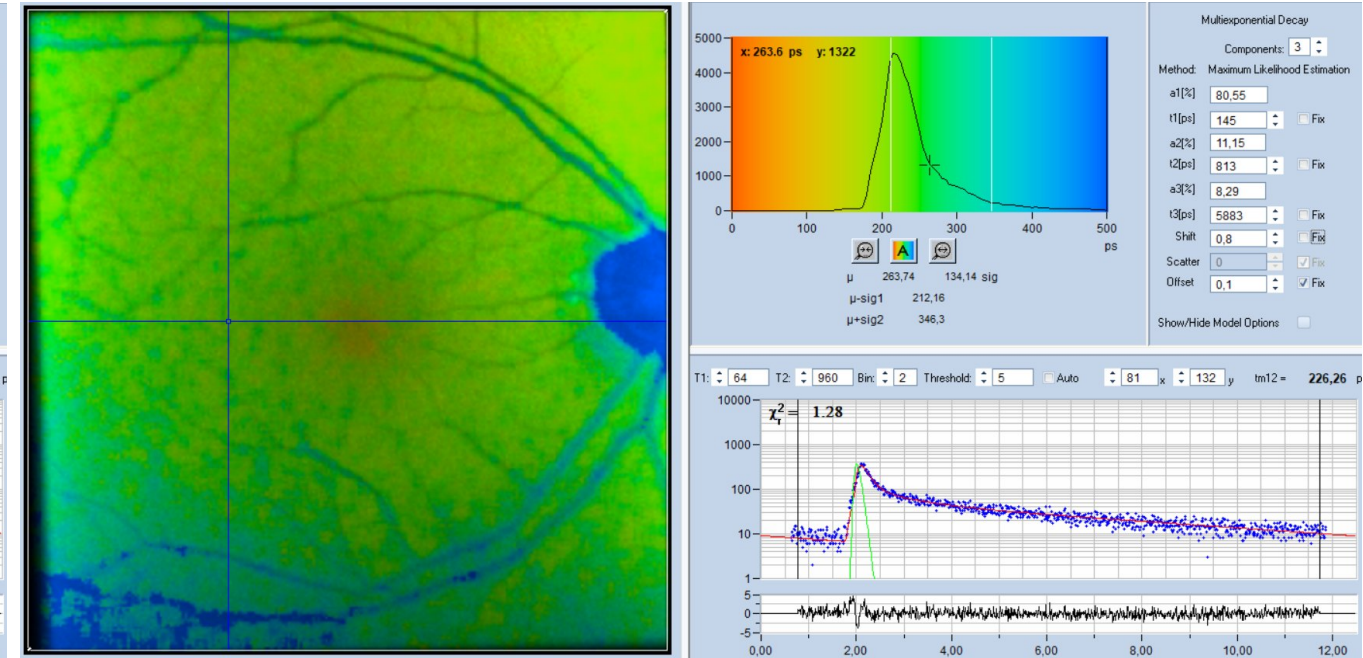 x: 263.6 ps y: 1322
5000
4000
3000
2000
1000
0
0 100 200 300 400 500
ps
A
μ 263,74 134,14 sig
μ-sig1 212,16
μ+sig2 346,3
Multiexponential Decay
Components: 3
Method: Maximum Likelihood Estimation
a1[%] 80,55
t1[ps] 145 Fix
a2[%] 11,15
t2[ps] 813 Fix
a3[%] 8,29
t3[ps] 5883 Fix
Shift 0,8 Fix
Scatter 0 Fix
Offset 0,1 Fix
Show/Hide Model Options
T1: 64 T2: 960 Bin: 2 Threshold: 5 Auto 81 x 132 y tm12 = 226,26 p
χ²r = 1.28
10000
1000
100
10
1
5
0
-5
0,00 2,00 4,00 6,00 8,00 10,00 12,00